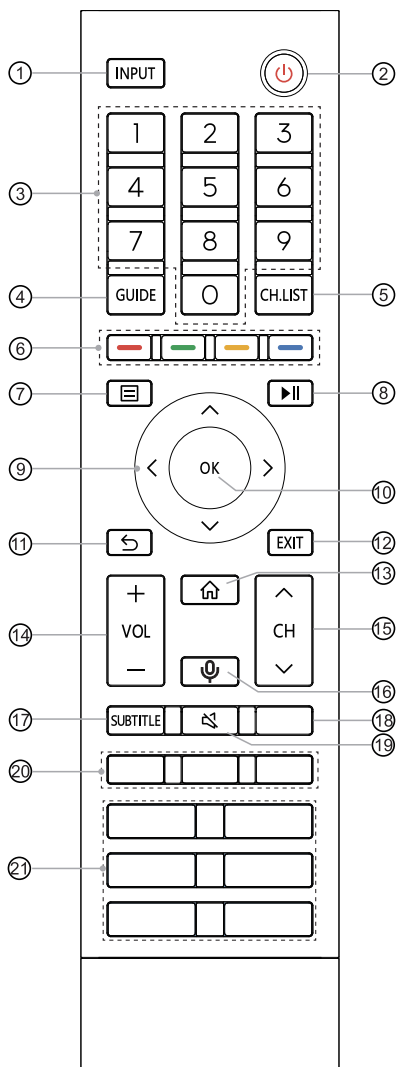 ① INPUT ②
1 2 3
③ 4 5 6
7 8 9
④ GUIDE 0 CH.LIST ⑤
⑥
⑦ ⑧
⑨ OK
⑩
⑪ EXIT ⑫
⑬
⑭ + VOL – CH ⑮
⑯
⑰ SUBTITLE ⑱
⑲
⑳
㉑